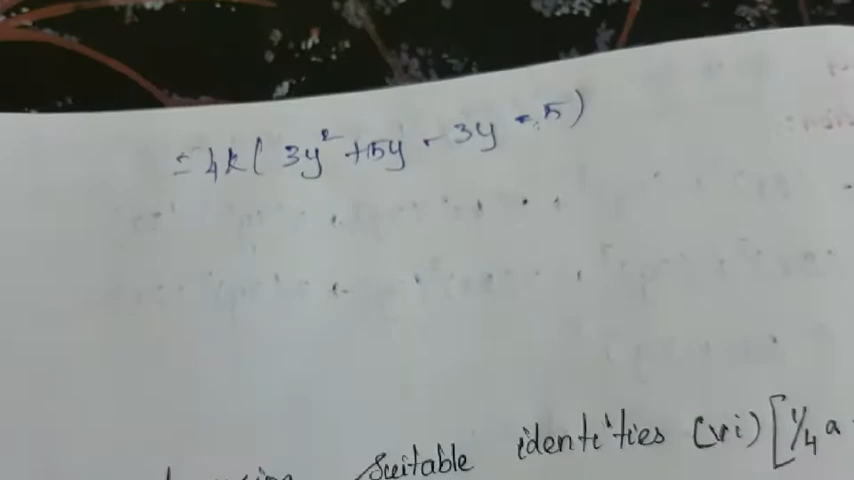 = 4k( 3y² + 5y - 3y - 5)
suitable identities (vi) [1/4 a